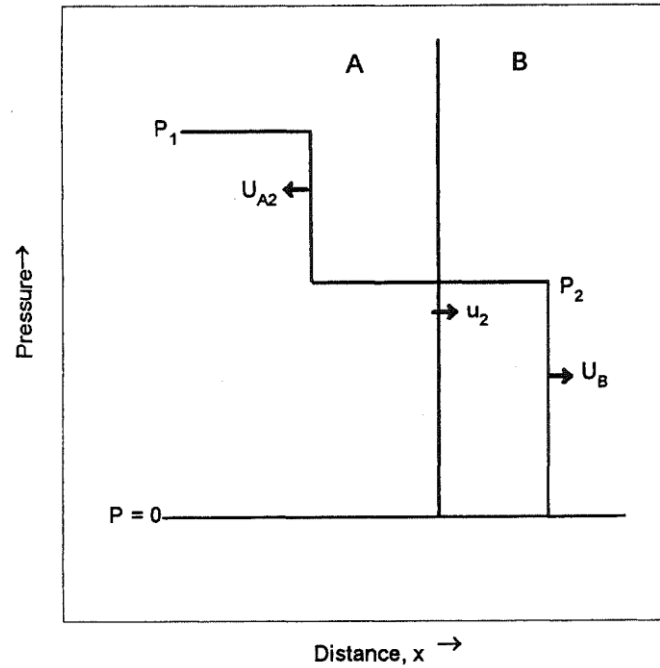 A B
P1
UA2
P2
u2
UB
P = 0
Pressure→
Distance, x →